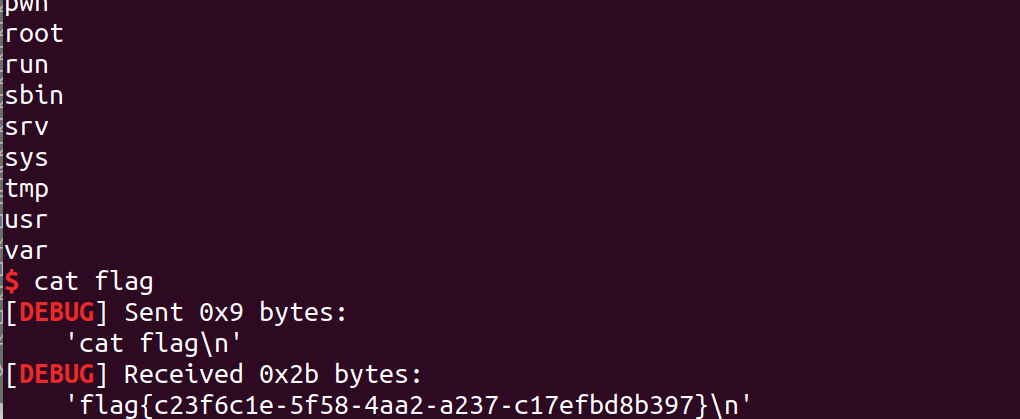 pwn
root
run
sbin
srv
sys
tmp
usr
var
$ cat flag
[DEBUG] Sent 0x9 bytes:
    'cat flag\n'
[DEBUG] Received 0x2b bytes:
    'flag{c23f6c1e-5f58-4aa2-a237-c17efbd8b397}\n'